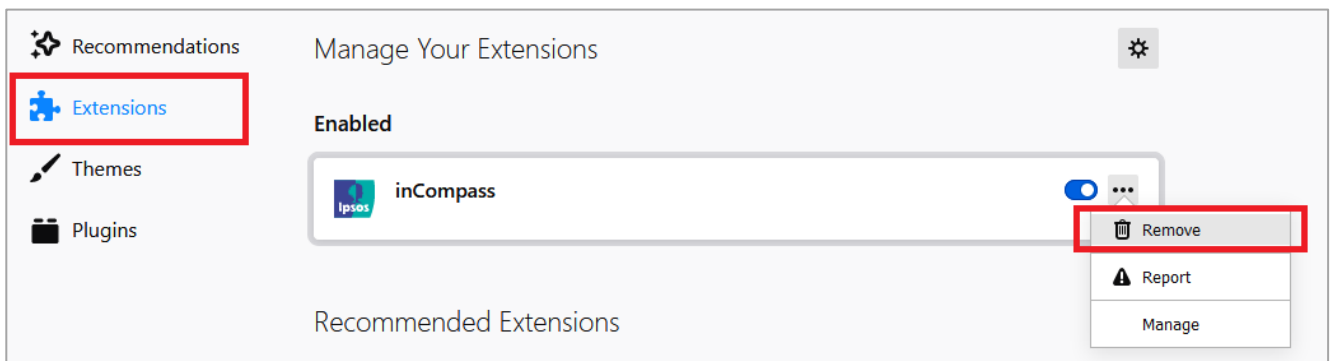 Recommendations
Extensions
Themes
Plugins
Manage Your Extensions
Enabled
Ipsos
inCompass
Remove
Report
Manage
Recommended Extensions